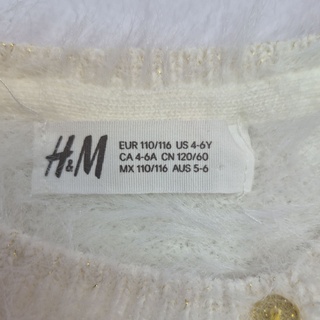 H&M
EUR 110/116 US 4-6Y
CA 4-6A CN 120/60
MX 110/116 AUS 5-6